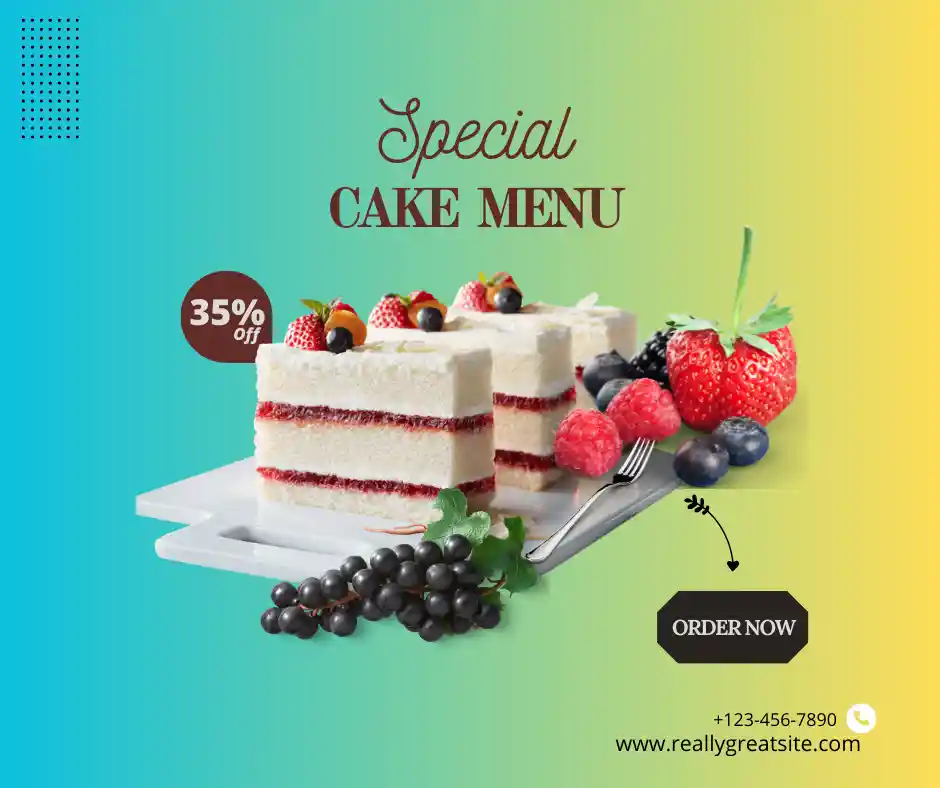 Special
CAKE MENU
35%
Off
ORDER NOW
+123-456-7890
www.reallygreatsite.com